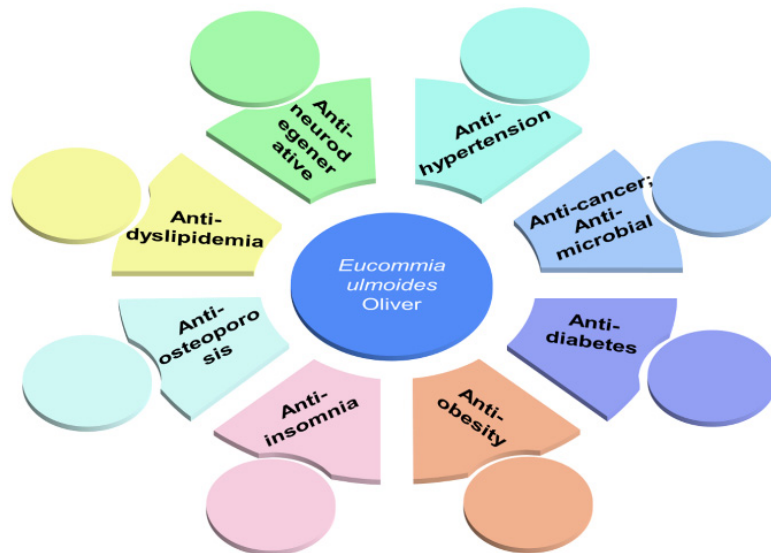 Anti-
neurod
egener
ative
Anti-
hypertension
Anti-cancer;
Anti-
microbial
Anti-
diabetes
Anti-
obesity
Anti-
insomnia
Anti-
osteoporo
sis
Anti-
dyslipidemia
Eucommia
ulmoides
Oliver